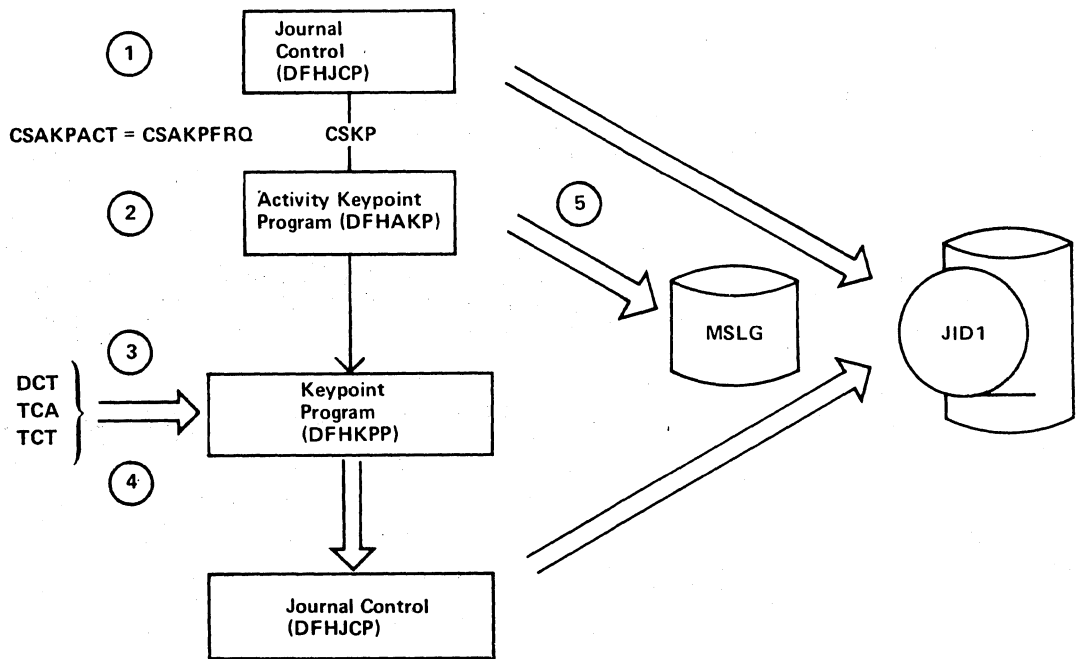 1
Journal
Control
(DFHJCP)
CSAKPACT = CSAKPFRQ
CSKP
2
Activity Keypoint
Program (DFHAKP)
5
MSLG
JID1
3
DCT
TCA
TCT
Keypoint
Program
(DFHKPP)
4
Journal Control
(DFHJCP)